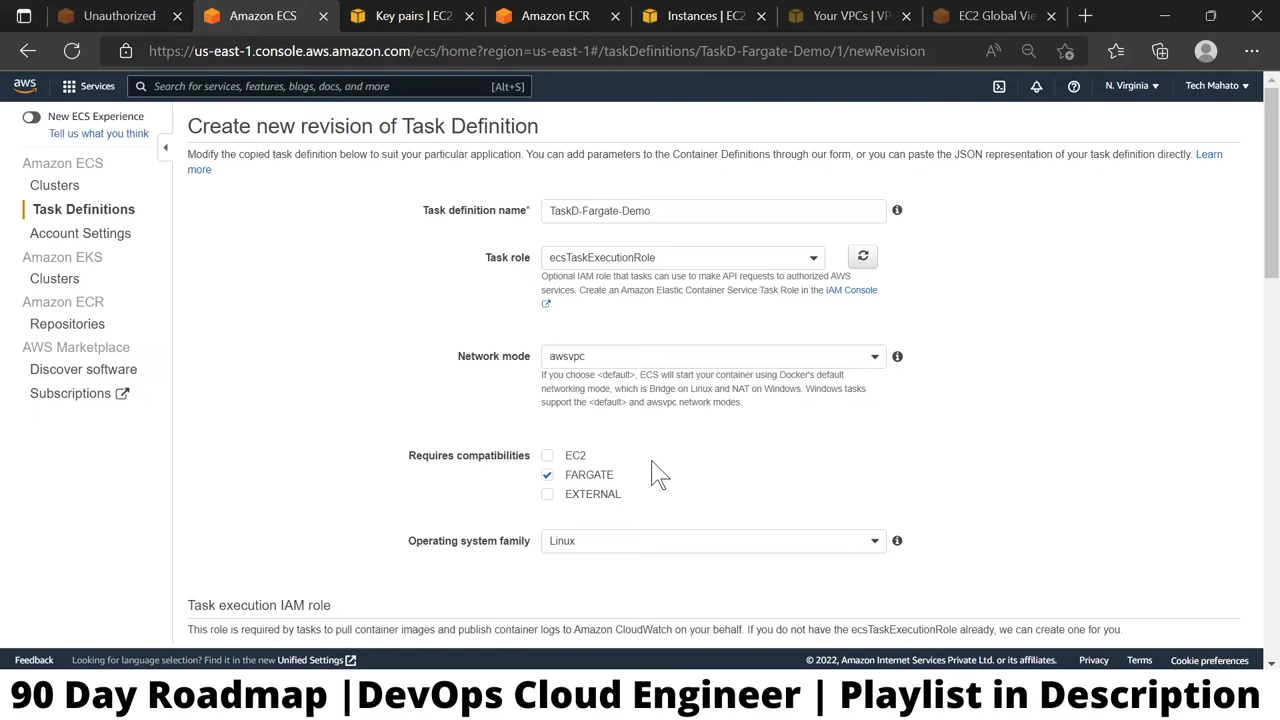 Unauthorized
Amazon ECS
Key pairs | EC2
Amazon ECR
Instances | EC2
Your VPCs | VP
EC2 Global Vie
https://us-east-1.console.aws.amazon.com/ecs/home?region=us-east-1#/taskDefinitions/TaskD-Fargate-Demo/1/newRevision
aws
Services
Search for services, features, blogs, docs, and more
[Alt+S]
N. Virginia
Tech Mahato
New ECS Experience
Tell us what you think
Amazon ECS
Clusters
Task Definitions
Account Settings
Amazon EKS
Clusters
Amazon ECR
Repositories
AWS Marketplace
Discover software
Subscriptions
Create new revision of Task Definition
Modify the copied task definition below to suit your particular application. You can add parameters to the Container Definitions through our form, or you can paste the JSON representation of your task definition directly. Learn
more
Task definition name*
TaskD-Fargate-Demo
Task role
ecsTaskExecutionRole
Optional IAM role that tasks can use to make API requests to authorized AWS
services. Create an Amazon Elastic Container Service Task Role in the IAM Console
Network mode
awsvpc
If you choose <default>, ECS will start your container using Docker's default
networking mode, which is Bridge on Linux and NAT on Windows. Windows tasks
support the <default> and awsvpc network modes.
Requires compatibilities
EC2
FARGATE
EXTERNAL
Operating system family
Linux
Task execution IAM role
This role is required by tasks to pull container images and publish container logs to Amazon CloudWatch on your behalf. If you do not have the ecsTaskExecutionRole already, we can create one for you.
Feedback
Looking for language selection? Find it in the new Unified Settings
© 2022, Amazon Internet Services Private Ltd. or its affiliates.
Privacy
Terms
Cookie preferences
90 Day Roadmap |DevOps Cloud Engineer | Playlist in Description